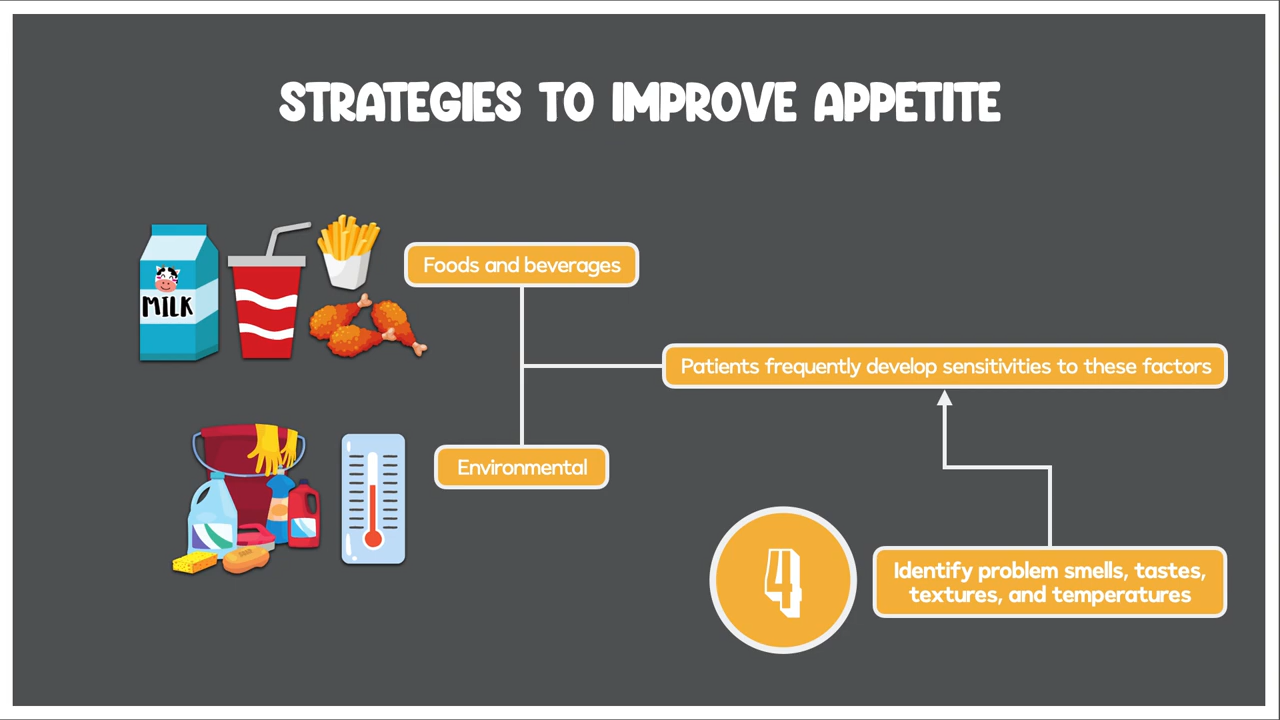 STRATEGIES TO IMPROVE APPETITE
MILK
Foods and beverages
Patients frequently develop sensitivities to these factors
Environmental
4
Identify problem smells, tastes,
textures, and temperatures